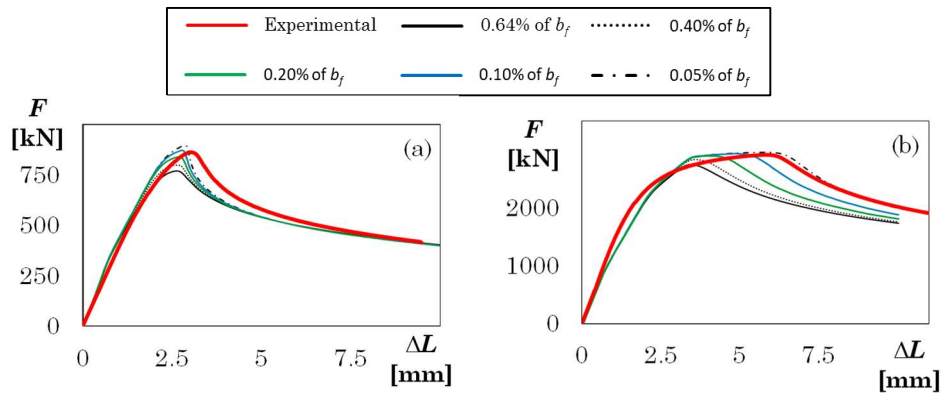 Experimental 0.64% of bf 0.40% of bf
0.20% of bf 0.10% of bf 0.05% of bf
F
[kN]
(a)
750
500
250
0
0 2.5 5 7.5 ΔL
[mm]
F
[kN]
(b)
2000
1000
0
0 2.5 5 7.5 ΔL
[mm]